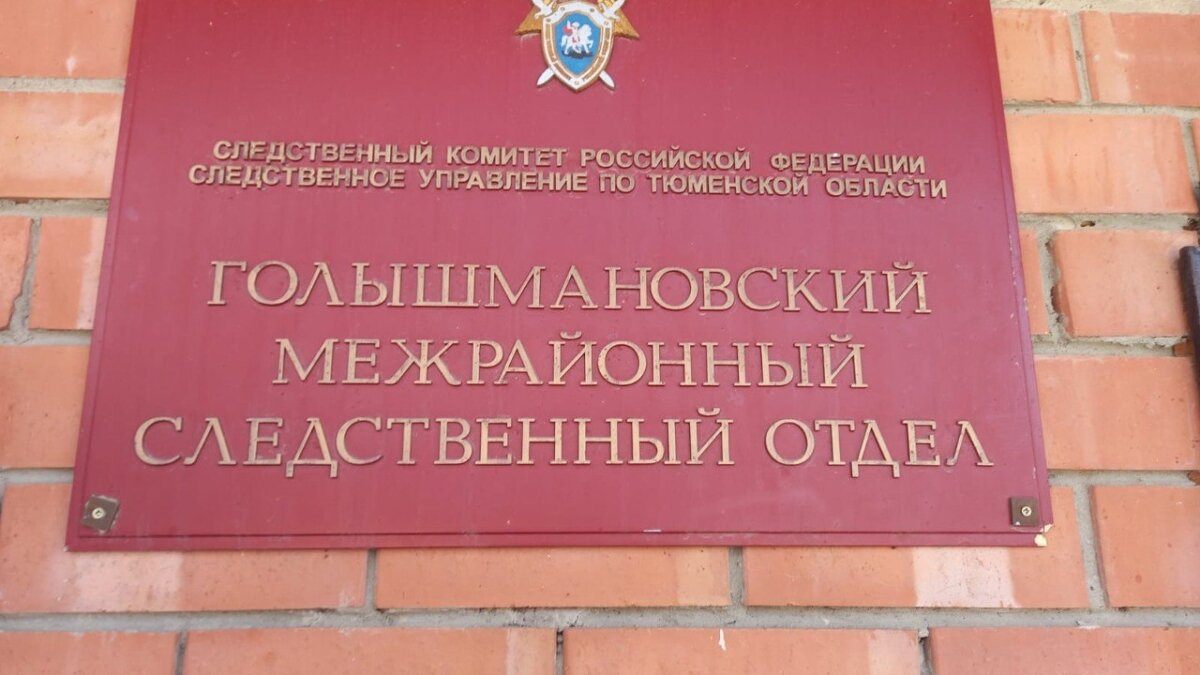 СЛЕДСТВЕННЫЙ КОМИТЕТ РОССИЙСКОЙ ФЕДЕРАЦИИ
СЛЕДСТВЕННОЕ УПРАВЛЕНИЕ ПО ТЮМЕНСКОЙ ОБЛАСТИ
ГОЛЫШМАНОВСКИЙ
МЕЖРАЙОННЫЙ
СЛЕДСТВЕННЫЙ ОТДЕЛ